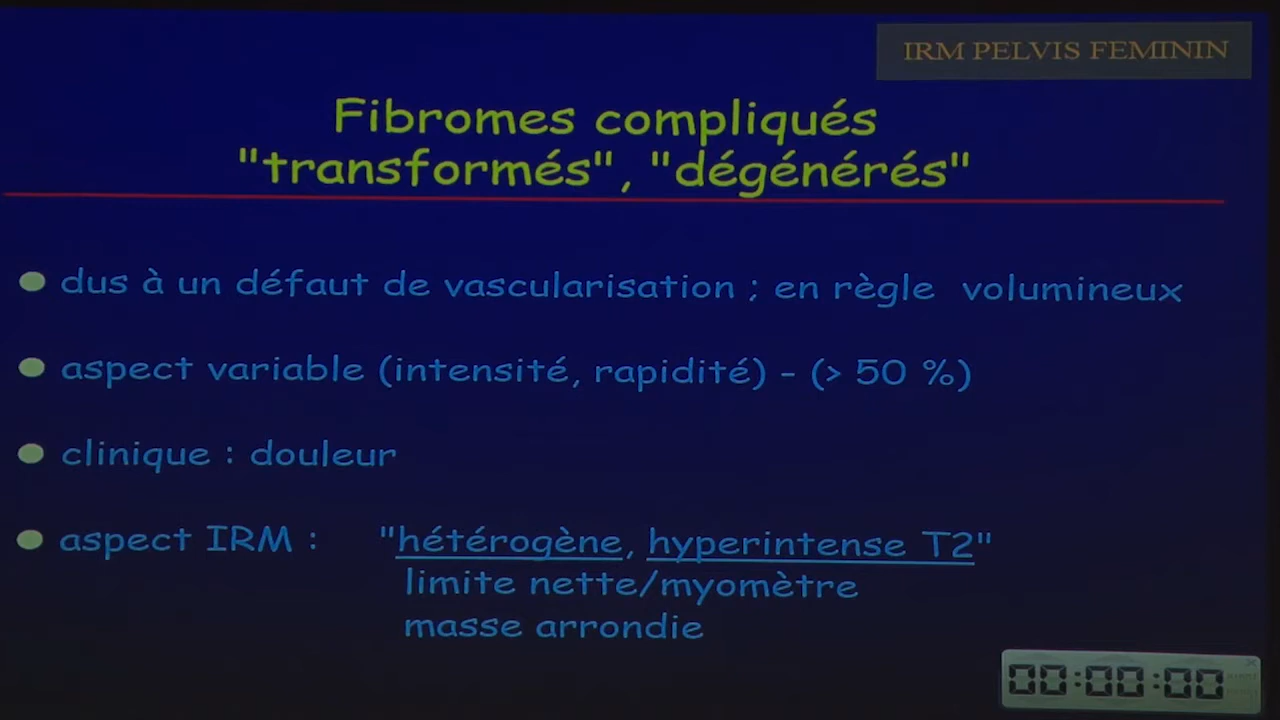 IRM PELVIS FEMININ
Fibromes compliqués
"transformés", "dégénérés"
dus à un défaut de vascularisation ; en règle volumineux
aspect variable (intensité, rapidité) - (> 50 %)
clinique : douleur
aspect IRM : "hétérogène, hyperintense T2"
limite nette/myomètre
masse arrondie
00:00:00